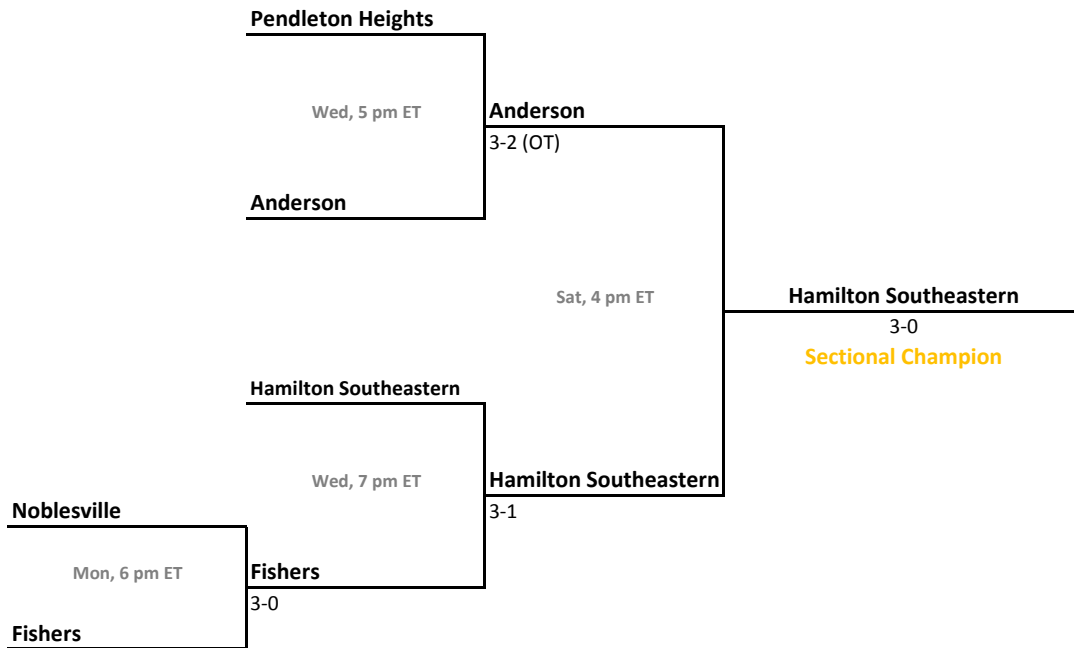 Pendleton Heights
Wed, 5 pm ET
Anderson
3-2 (OT)
Anderson
Sat, 4 pm ET
Hamilton Southeastern
3-0
Sectional Champion
Hamilton Southeastern
Wed, 7 pm ET
Hamilton Southeastern
3-1
Noblesville
Mon, 6 pm ET
Fishers
3-0
Fishers